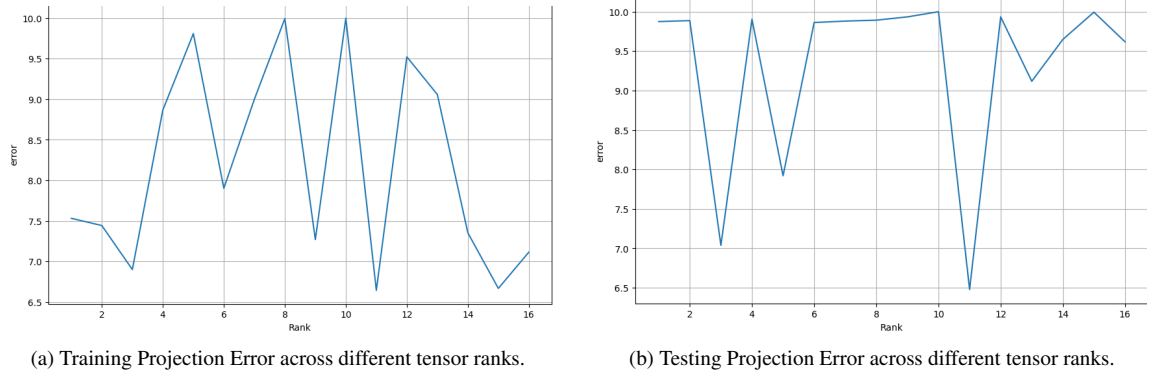 10.0
9.5
9.0
8.5
8.0
7.5
7.0
6.5
error
2 4 6 8 10 12 14 16
Rank
(a) Training Projection Error across different tensor ranks.
10.0
9.5
9.0
8.5
8.0
7.5
7.0
6.5
error
2 4 6 8 10 12 14 16
Rank
(b) Testing Projection Error across different tensor ranks.